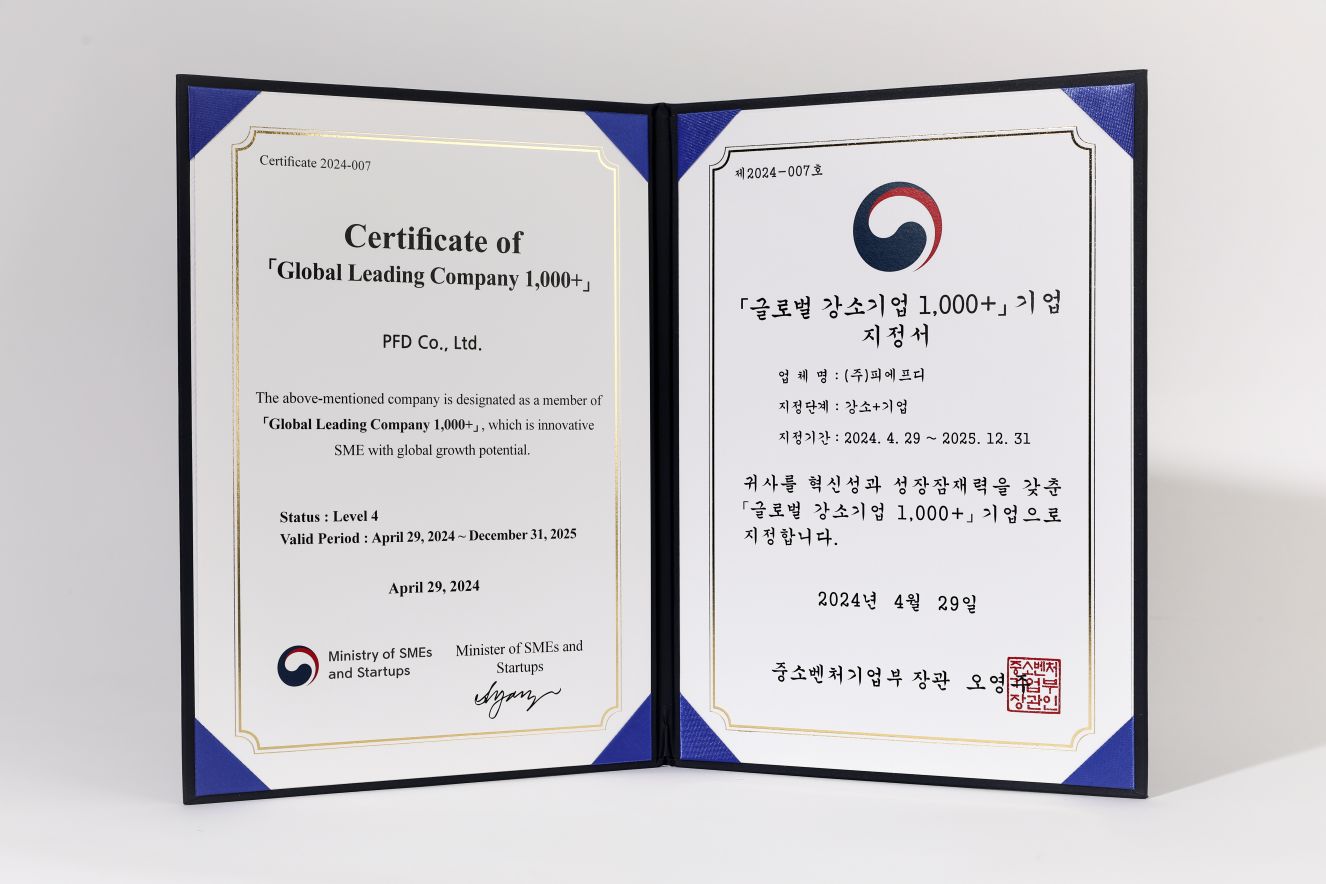 Certificate 2024-007
Certificate of
「Global Leading Company 1,000+」
PFD Co., Ltd.
The above-mentioned company is designated as a member of
「Global Leading Company 1,000+」, which is innovative
SME with global growth potential.
Status : Level 4
Valid Period : April 29, 2024 ~ December 31, 2025
April 29, 2024
Ministry of SMEs
and Startups
Minister of SMEs and
Startups
제2024-007호
「글로벌 강소기업 1,000+」기업
지정서
업 체 명 : (주)피에프디
지정단계 : 강소+기업
지정기간 : 2024. 4. 29 ~ 2025. 12. 31
귀사를 혁신성과 성장잠재력을 갖춘
「글로벌 강소기업 1,000+」기업으로
지정합니다.
2024년 4월 29일
중소벤처기업부 장관 오영주
중소벤처
기업부
장관인